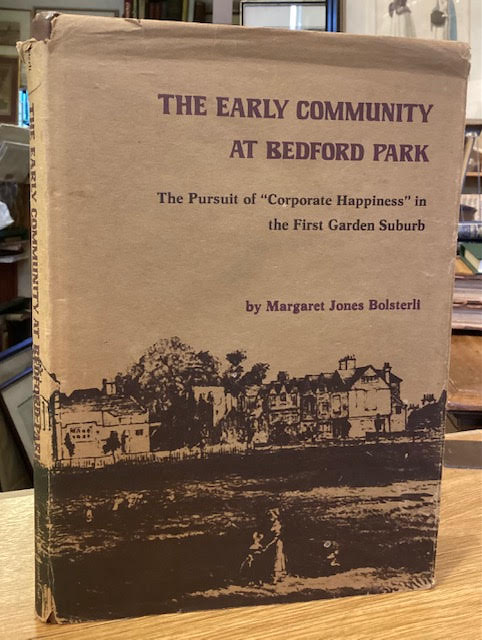 THE EARLY COMMUNITY
AT BEDFORD PARK
The Pursuit of "Corporate Happiness" in
the First Garden Suburb
by Margaret Jones Bolsterli
THE EARLY COMMUNITY AT BEDFORD PARK